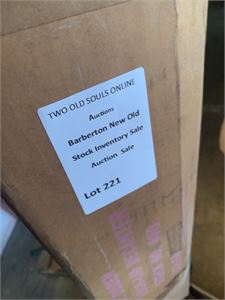 TWO OLD SOULS ONLINE
Auctions
Barberton New Old
Stock Inventory Sale
Auction Sale
Lot 221